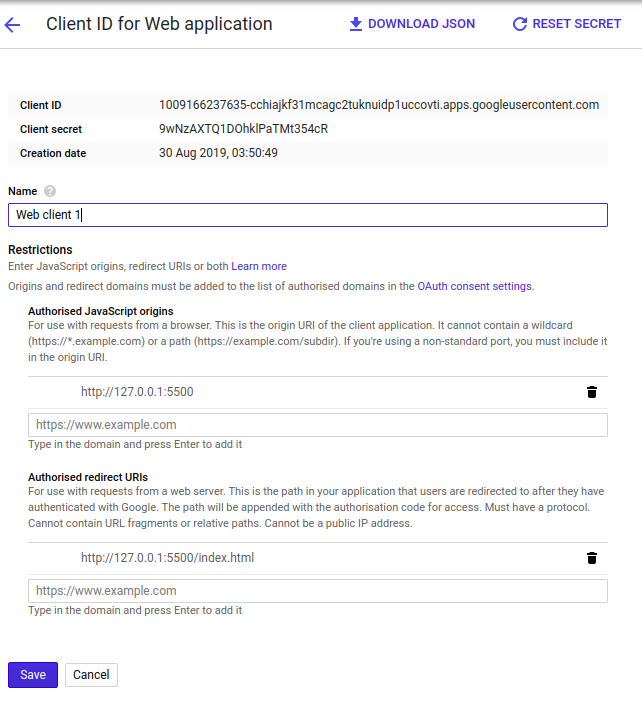 Client ID for Web application DOWNLOAD JSON RESET SECRET
Client ID 1009166237635-cchiajkf31mcagc2tuknuidp1uccovti.apps.googleusercontent.com
Client secret 9wNzAXTQ1DOhklPaTMt354cR
Creation date 30 Aug 2019, 03:50:49
Name ?
Web client 1
Restrictions
Enter JavaScript origins, redirect URIs or both Learn more
Origins and redirect domains must be added to the list of authorised domains in the OAuth consent settings.
Authorised JavaScript origins
For use with requests from a browser. This is the origin URI of the client application. It cannot contain a wildcard
(https://*.example.com) or a path (https://example.com/subdir). If you're using a non-standard port, you must include it
in the origin URI.
http://127.0.0.1:5500
https://www.example.com
Type in the domain and press Enter to add it
Authorised redirect URIs
For use with requests from a web server. This is the path in your application that users are redirected to after they have
authenticated with Google. The path will be appended with the authorisation code for access. Must have a protocol.
Cannot contain URL fragments or relative paths. Cannot be a public IP address.
http://127.0.0.1:5500/index.html
https://www.example.com
Type in the domain and press Enter to add it
Save Cancel